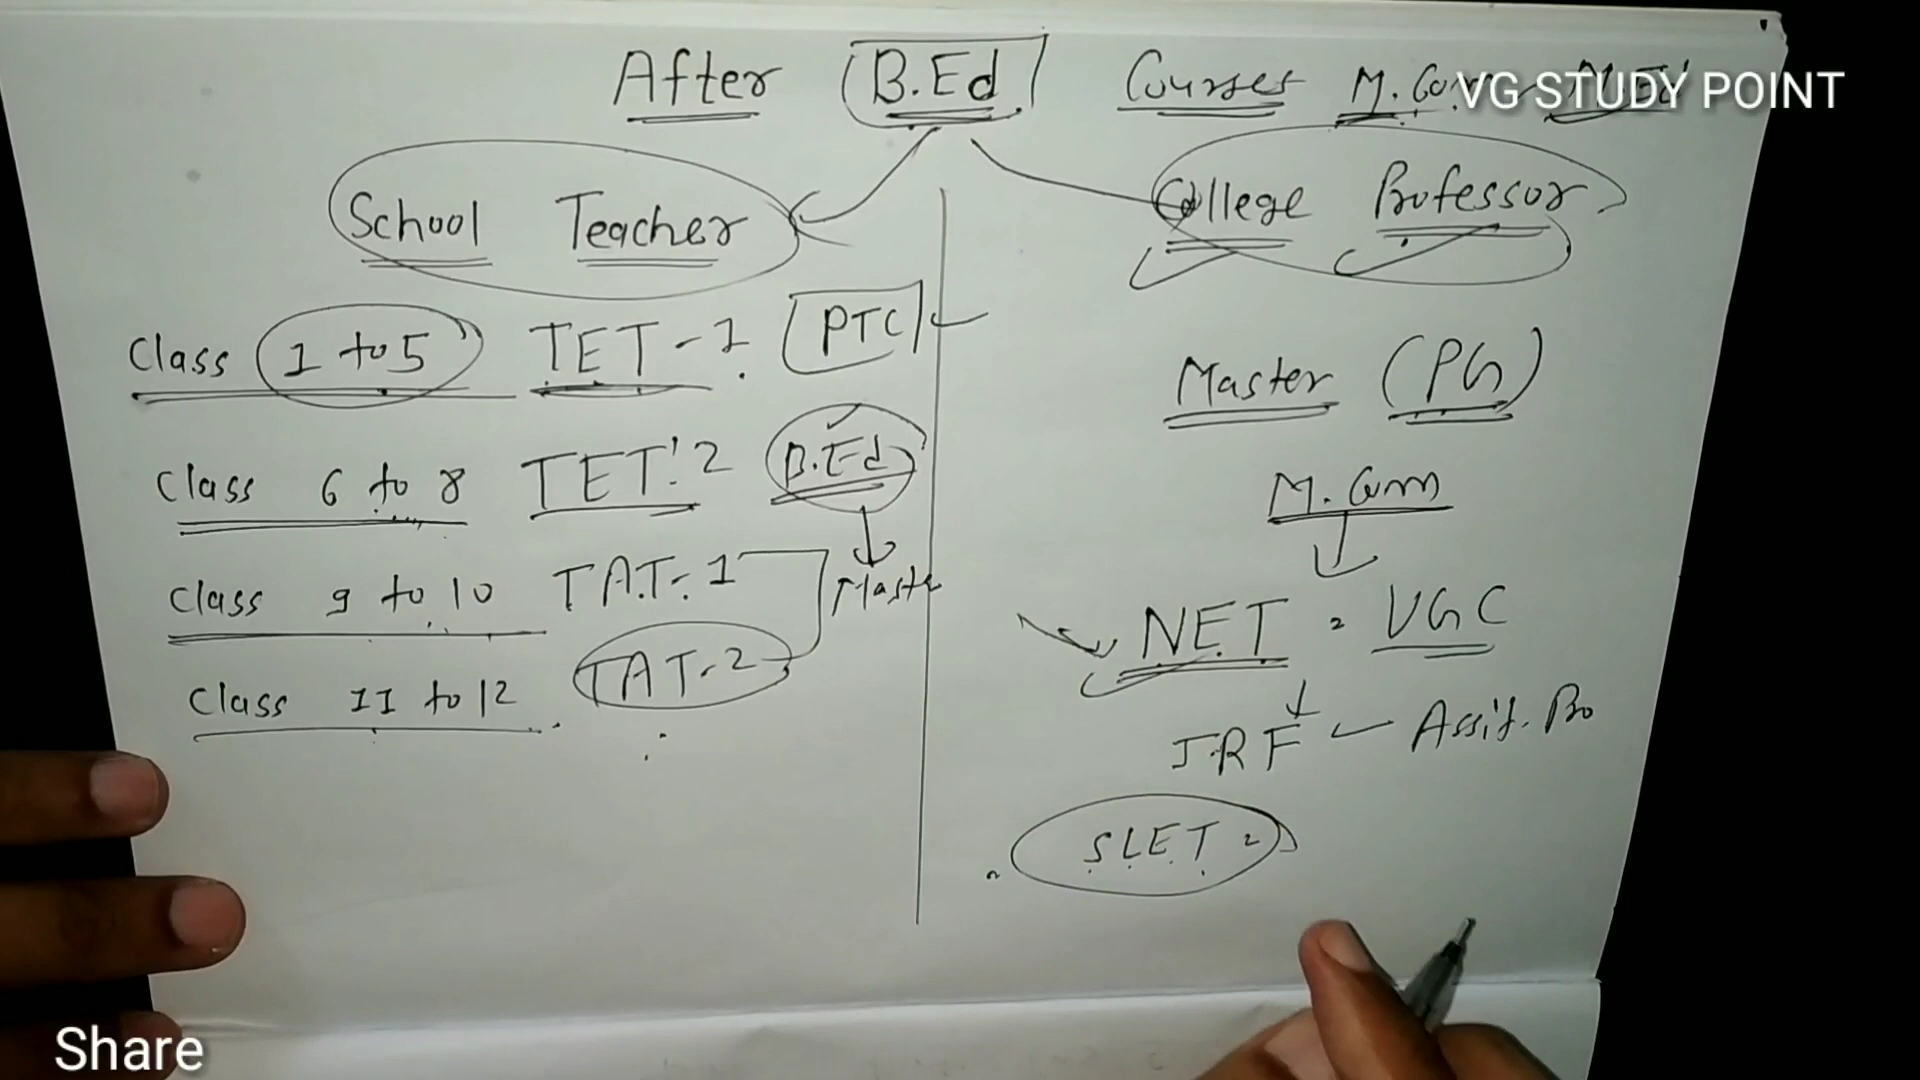 After B.Ed Courses M.Com M.Ed
VG STUDY POINT
School Teacher
Class 1 to 5 TET-1 PTC
Class 6 to 8 TET-2 B.Ed
Class 9 to 10 TAT-1
Class 11 to 12 TAT-2
College Professor
Master (PG)
M.Com
NET = UGC
JRF - Assit. Pro
SLET =
Share